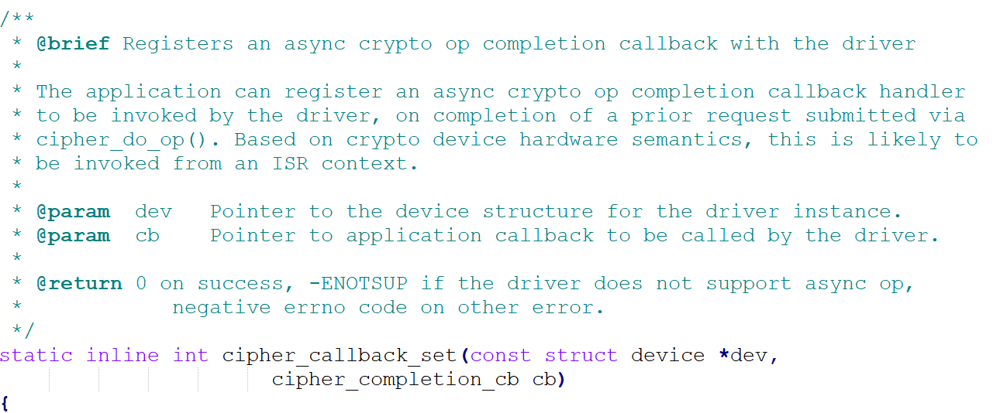 /**
 * @brief Registers an async crypto op completion callback with the driver
 *
 * The application can register an async crypto op completion callback handler
 * to be invoked by the driver, on completion of a prior request submitted via
 * cipher_do_op(). Based on crypto device hardware semantics, this is likely to
 * be invoked from an ISR context.
 *
 * @param  dev   Pointer to the device structure for the driver instance.
 * @param  cb    Pointer to application callback to be called by the driver.
 *
 * @return 0 on success, -ENOTSUP if the driver does not support async op,
 *            negative errno code on other error.
 */
static inline int cipher_callback_set(const struct device *dev,
                      cipher_completion_cb cb)
{